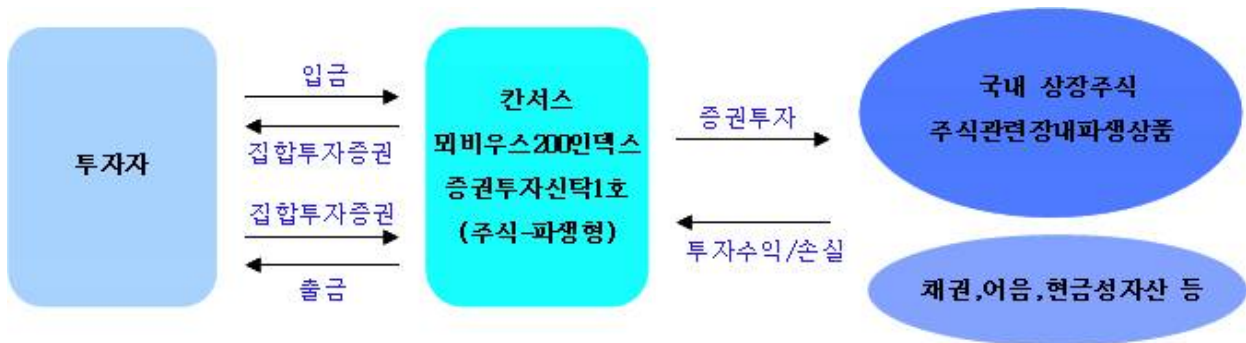 투자자
입금
집합투자증권
집합투자증권
출금
칸서스
뫼비우스200인덱스
증권투자신탁1호
(주식-파생형)
증권투자
투자수익/손실
국내 상장주식
주식관련장내파생상품
채권,어음,현금성자산 등